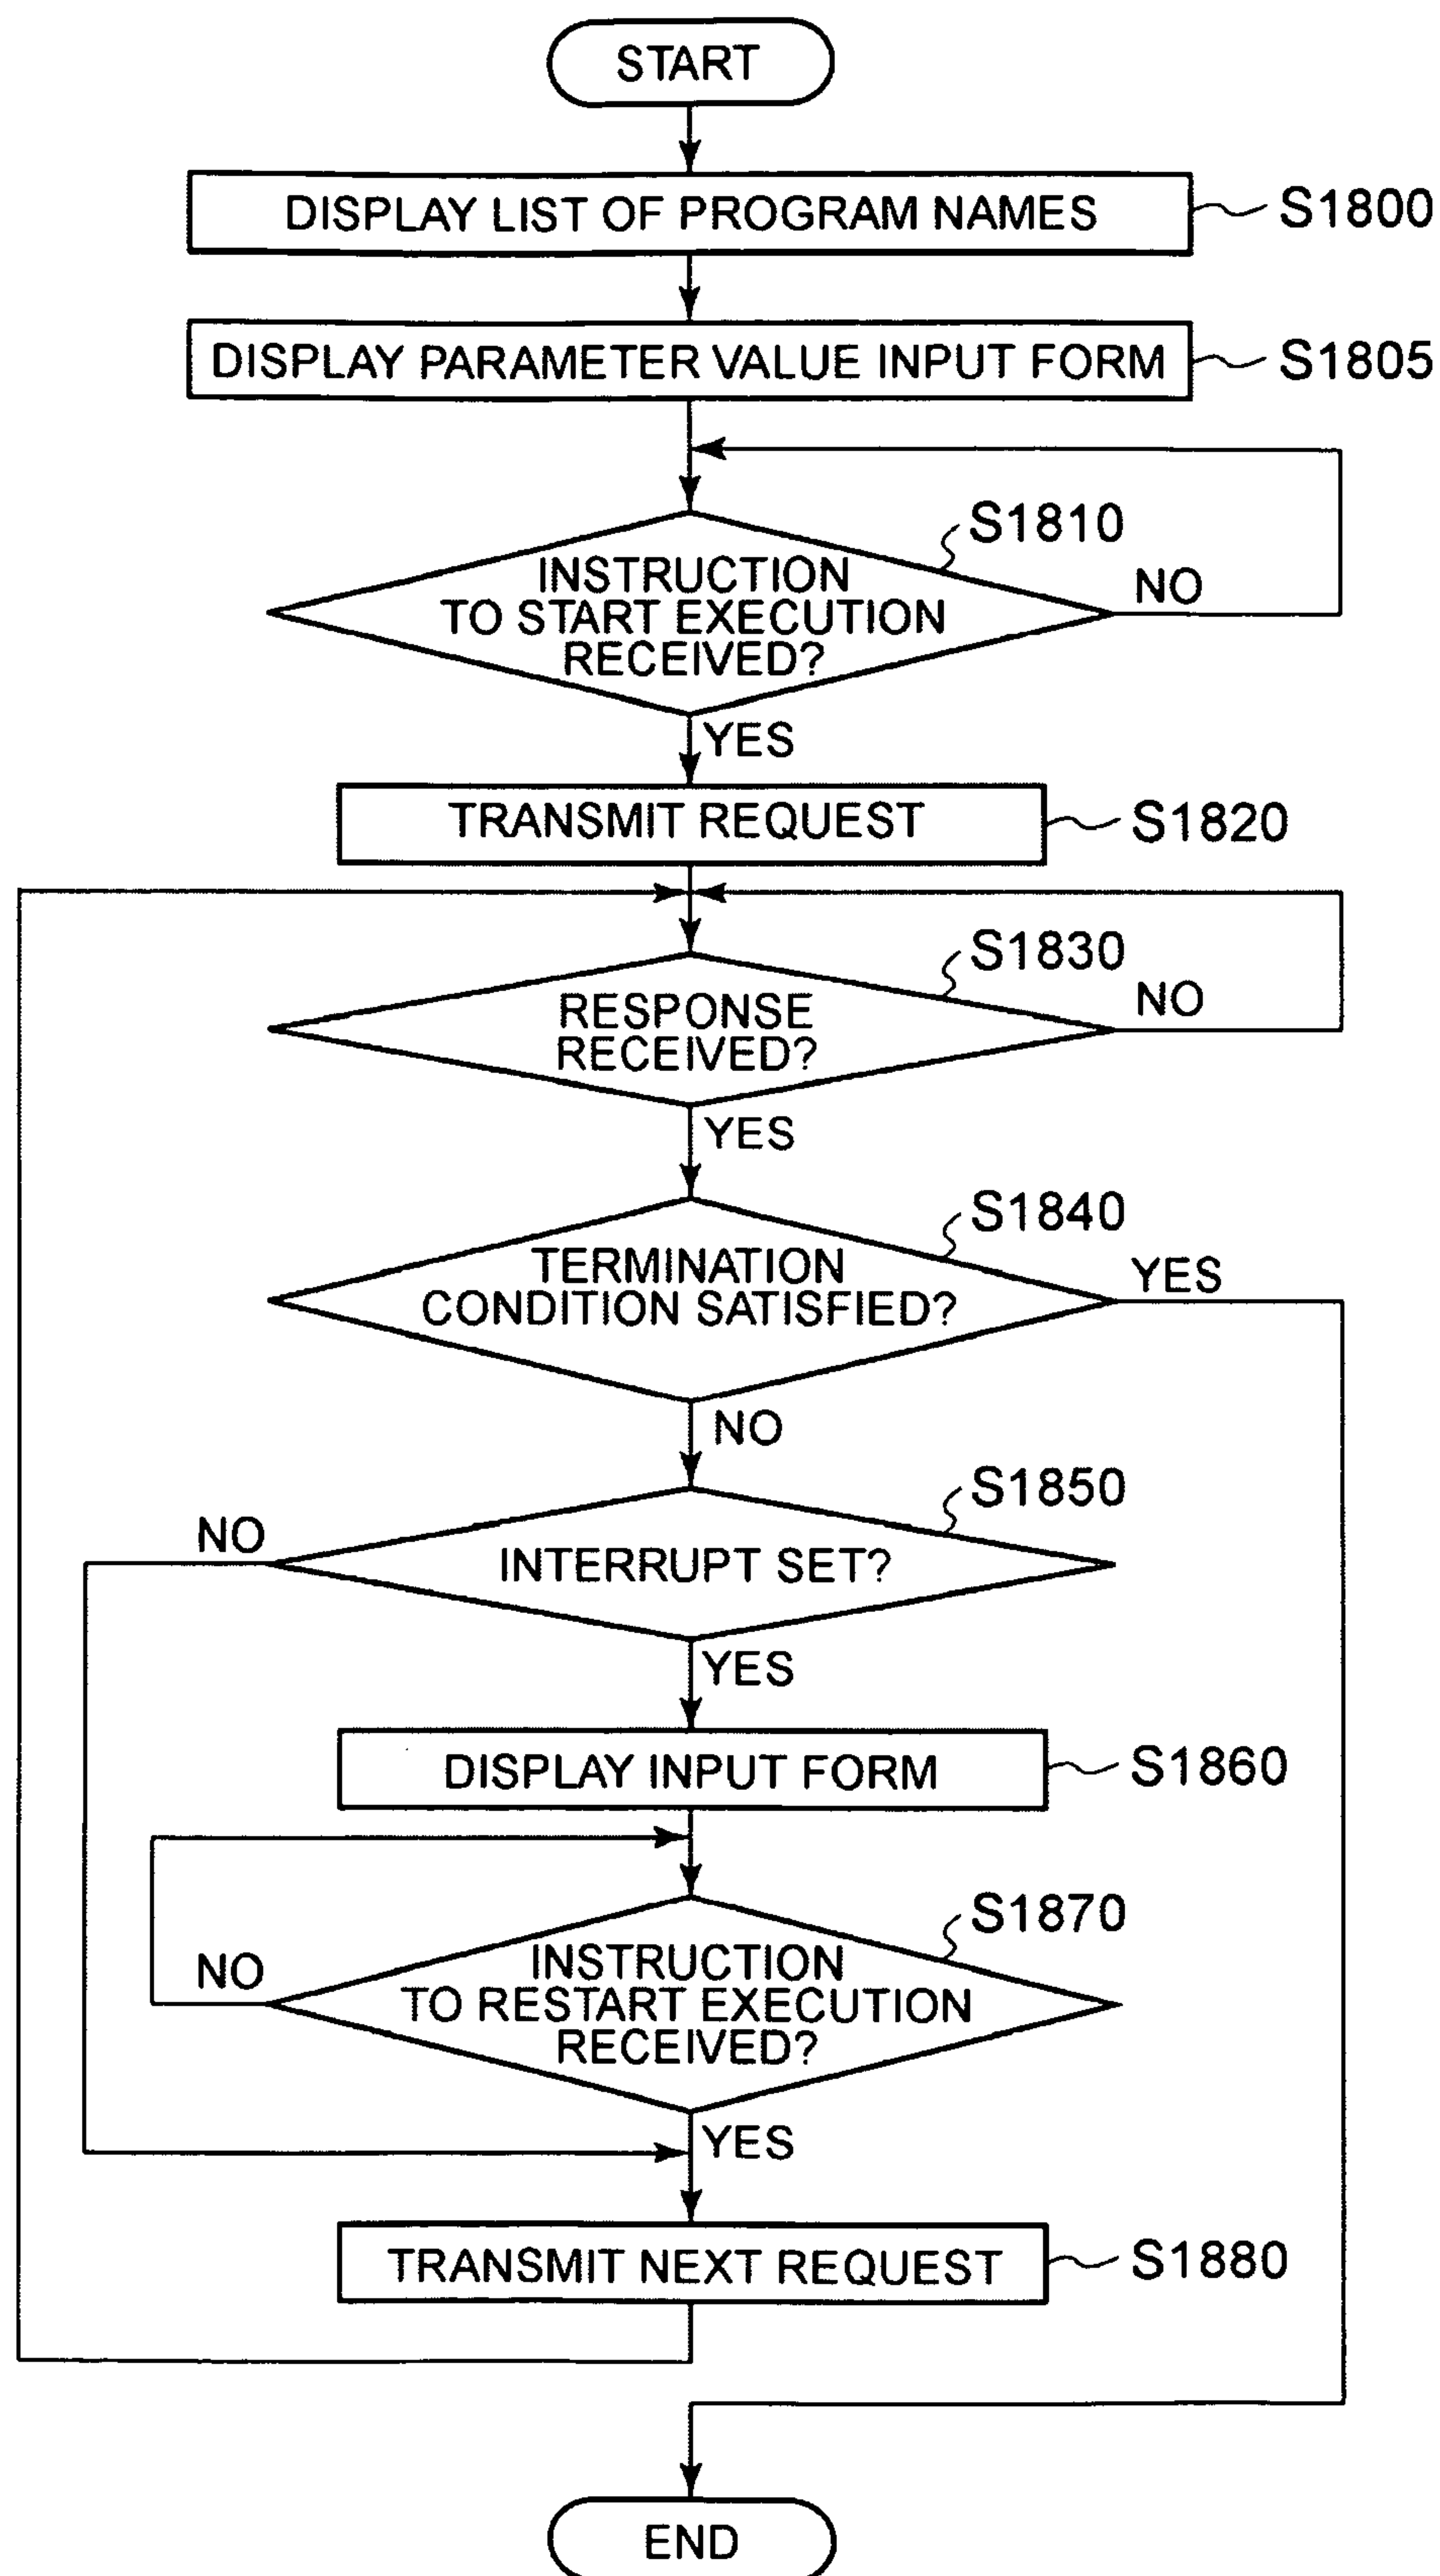 START
DISPLAY LIST OF PROGRAM NAMES
S1800
DISPLAY PARAMETER VALUE INPUT FORM
S1805
S1810
INSTRUCTION
TO START EXECUTION
RECEIVED?
NO
YES
TRANSMIT REQUEST
S1820
S1830
RESPONSE
RECEIVED?
NO
YES
S1840
TERMINATION
CONDITION SATISFIED?
YES
NO
S1850
NO
INTERRUPT SET?
YES
DISPLAY INPUT FORM
S1860
S1870
INSTRUCTION
TO RESTART EXECUTION
RECEIVED?
NO
YES
TRANSMIT NEXT REQUEST
S1880
END